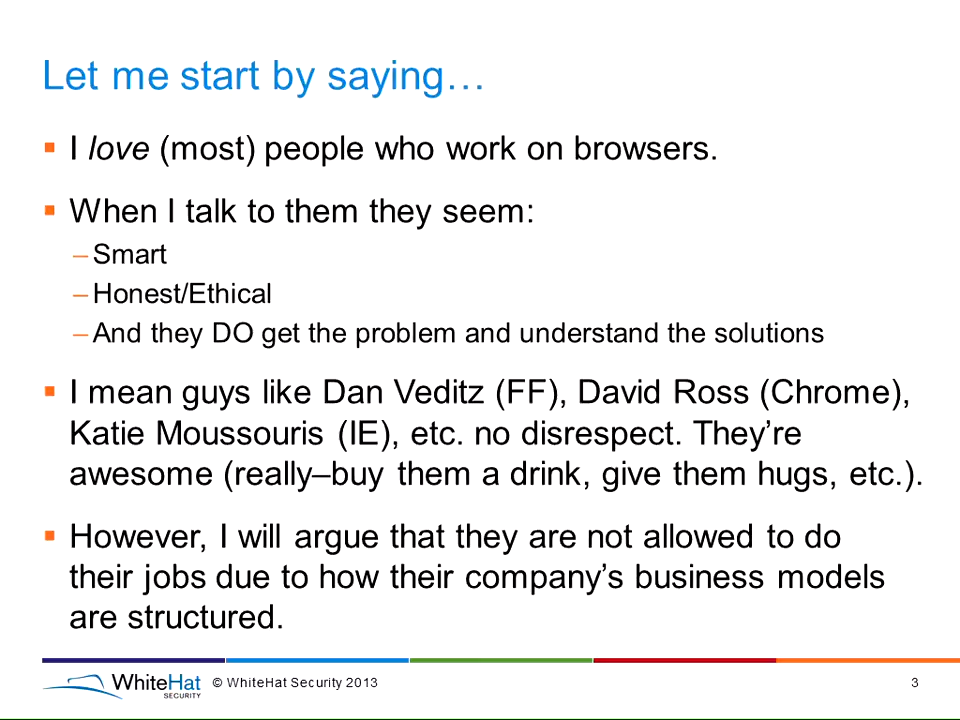 Let me start by saying…
I love (most) people who work on browsers.
When I talk to them they seem:
– Smart
– Honest/Ethical
– And they DO get the problem and understand the solutions
I mean guys like Dan Veditz (FF), David Ross (Chrome),
Katie Moussouris (IE), etc. no disrespect. They’re
awesome (really–buy them a drink, give them hugs, etc.).
However, I will argue that they are not allowed to do
their jobs due to how their company’s business models
are structured.
WhiteHat
SECURITY
© WhiteHat Security 2013
3